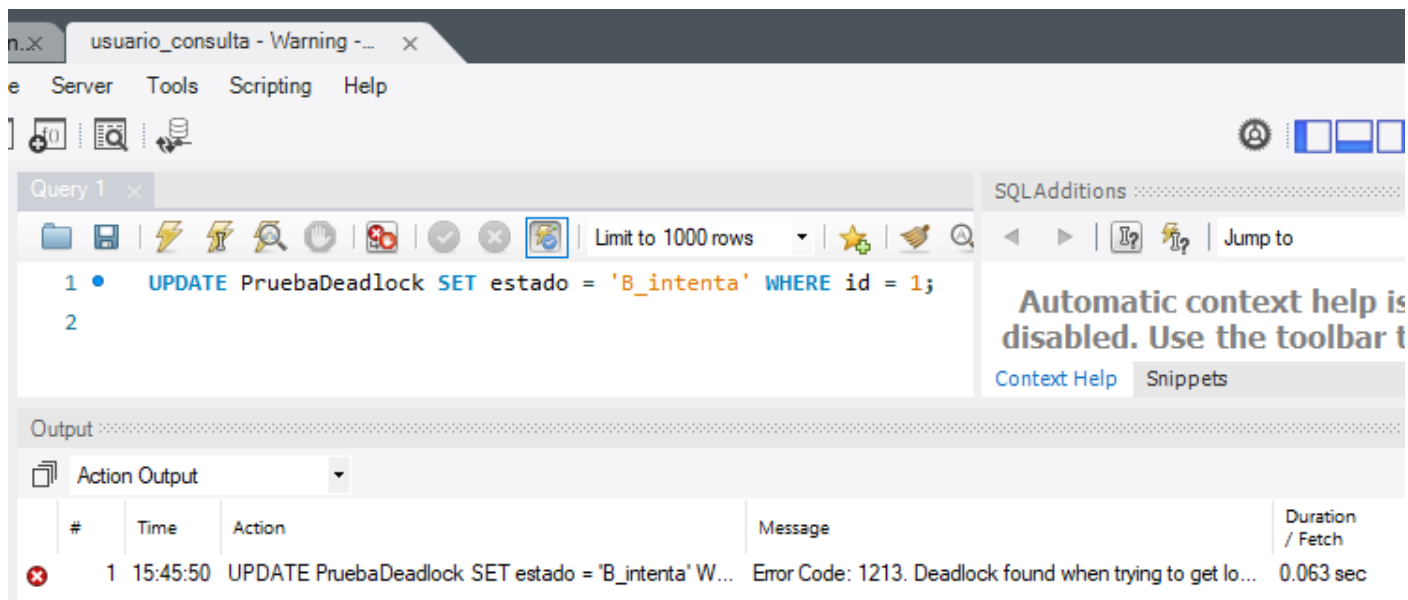 n..
usuario_consulta - Warning -...
e Server Tools Scripting Help
Query 1
SQLAdditions
Limit to 1000 rows
Jump to
1 UPDATE PruebaDeadlock SET estado = 'B_intenta' WHERE id = 1;
2
Automatic context help is
disabled. Use the toolbar t
Context Help Snippets
Output
Action Output
# Time Action Message Duration / Fetch
1 15:45:50 UPDATE PruebaDeadlock SET estado = 'B_intenta' W... Error Code: 1213. Deadlock found when trying to get lo... 0.063 sec